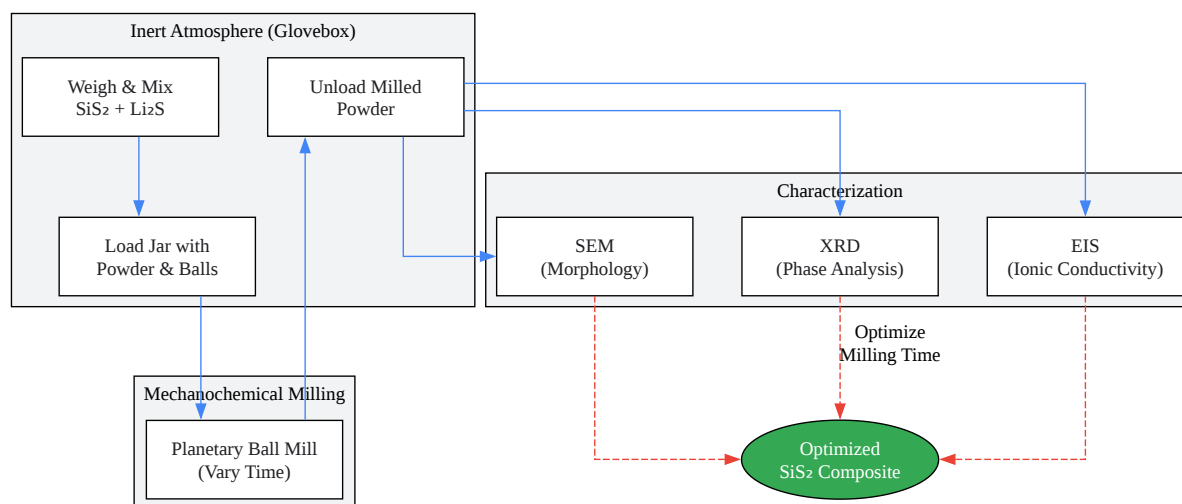 Inert Atmosphere (Glovebox)
Weigh & Mix
SiS₂ + Li₂S
Unload Milled
Powder
Load Jar with
Powder & Balls
Characterization
SEM
(Morphology)
XRD
(Phase Analysis)
EIS
(Ionic Conductivity)
Optimize
Milling Time
Mechanochemical Milling
Planetary Ball Mill
(Vary Time)
Optimized
SiS₂ Composite